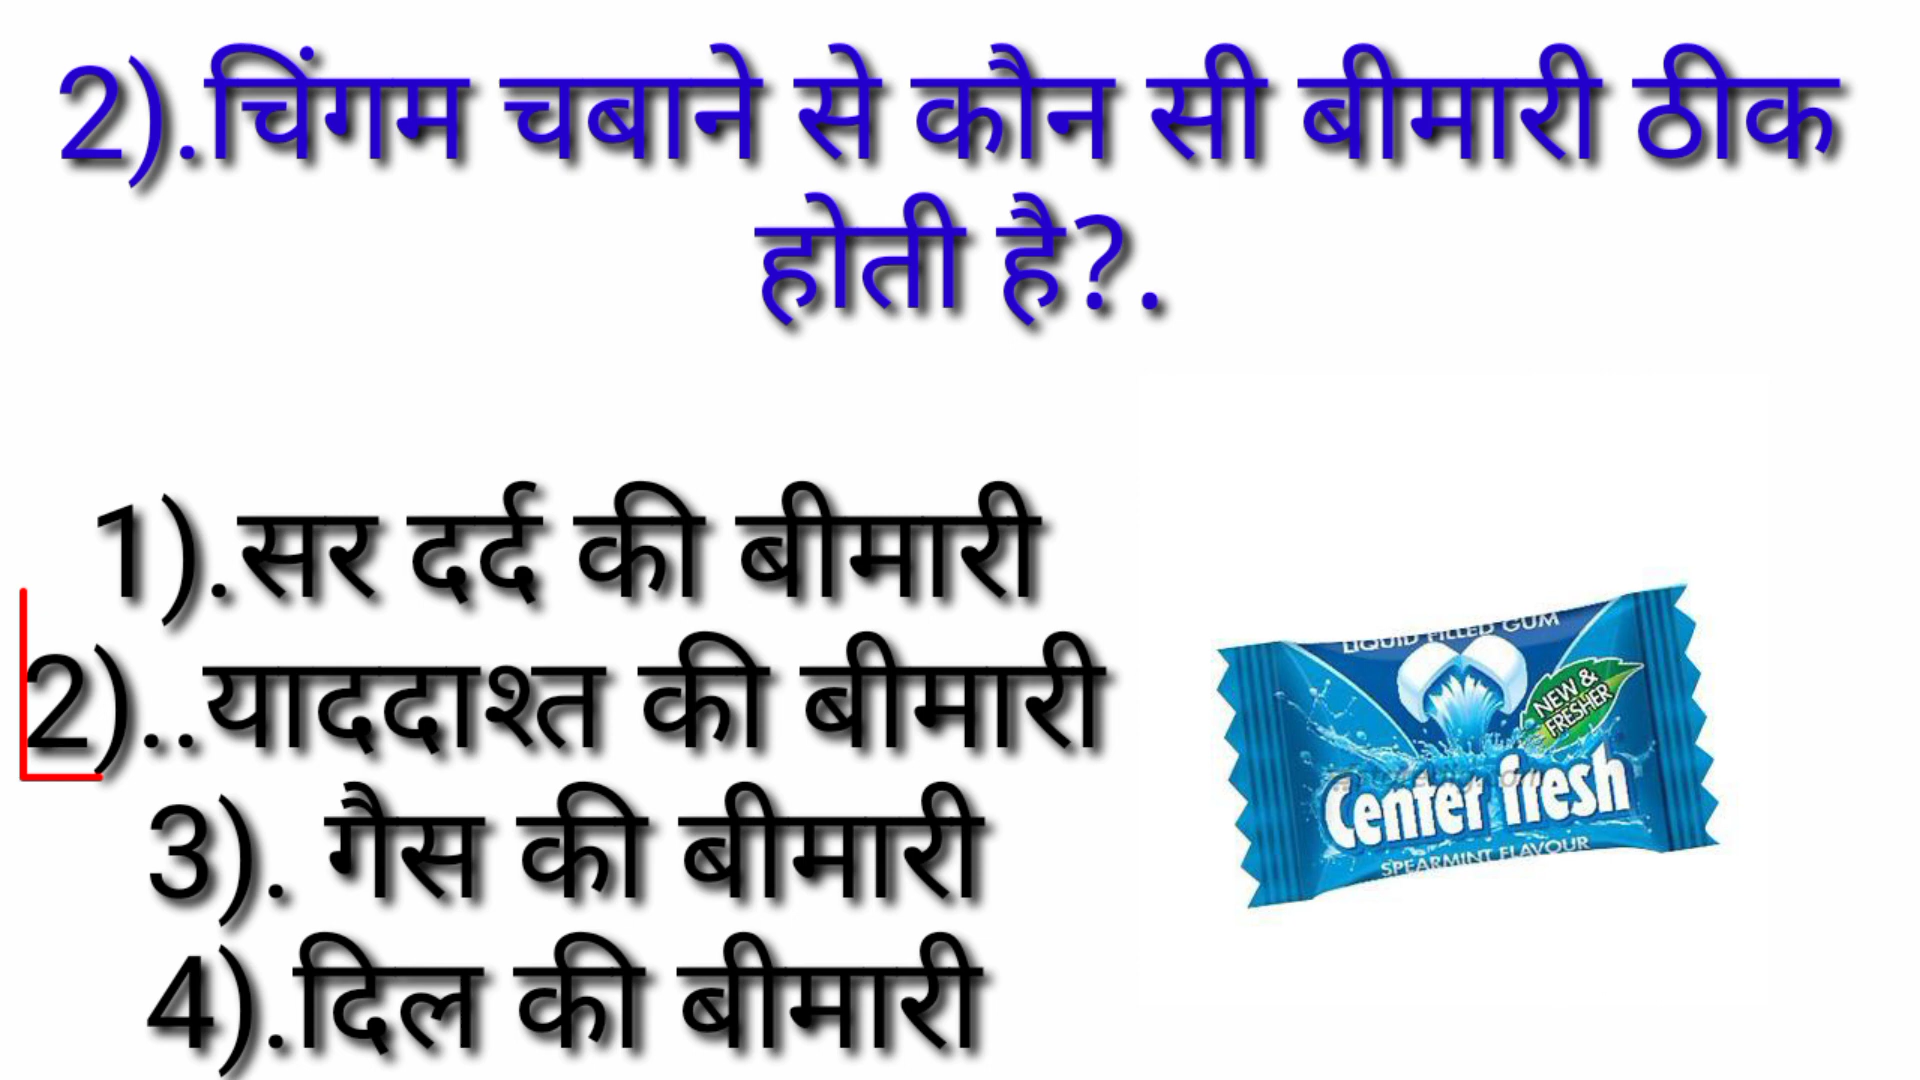 2).चिंगम चबाने से कौन सी बीमारी ठीक
होती है?.
1).सर दर्द की बीमारी
2)..याददाश्त की बीमारी
3). गैस की बीमारी
4).दिल की बीमारी
LIQUID FILLED GUM
NEW &
FRESHER
Center fresh
SPEARMINT FLAVOUR